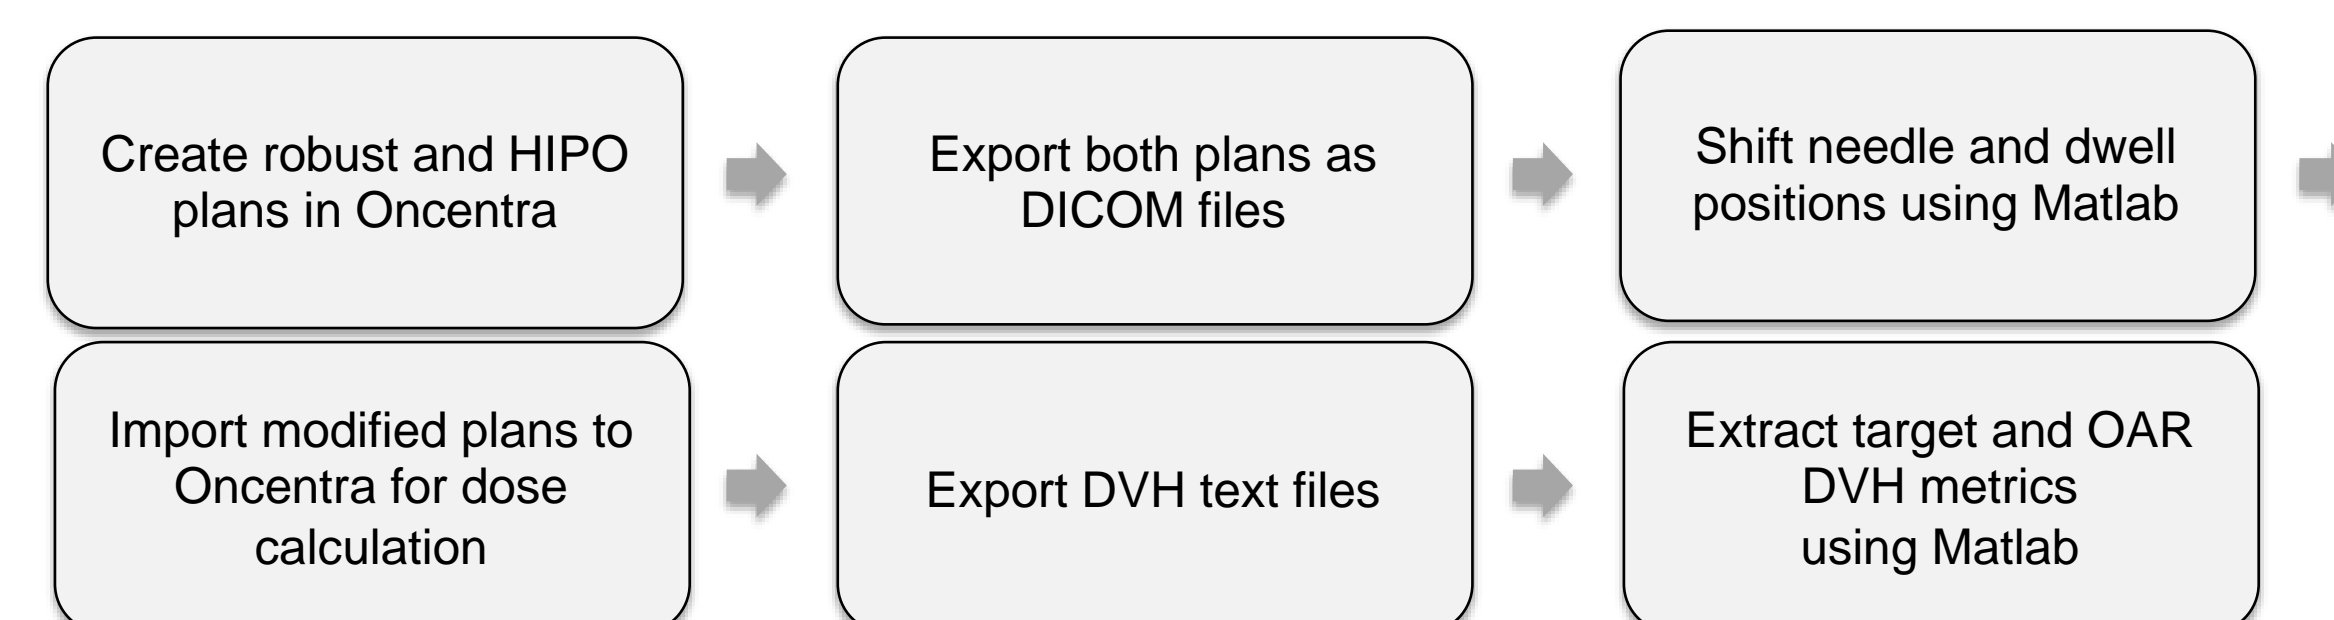 Create robust and HIPO
plans in Oncentra
Export both plans as
DICOM files
Shift needle and dwell
positions using Matlab
Import modified plans to
Oncentra for dose
calculation
Export DVH text files
Extract target and OAR
DVH metrics
using Matlab